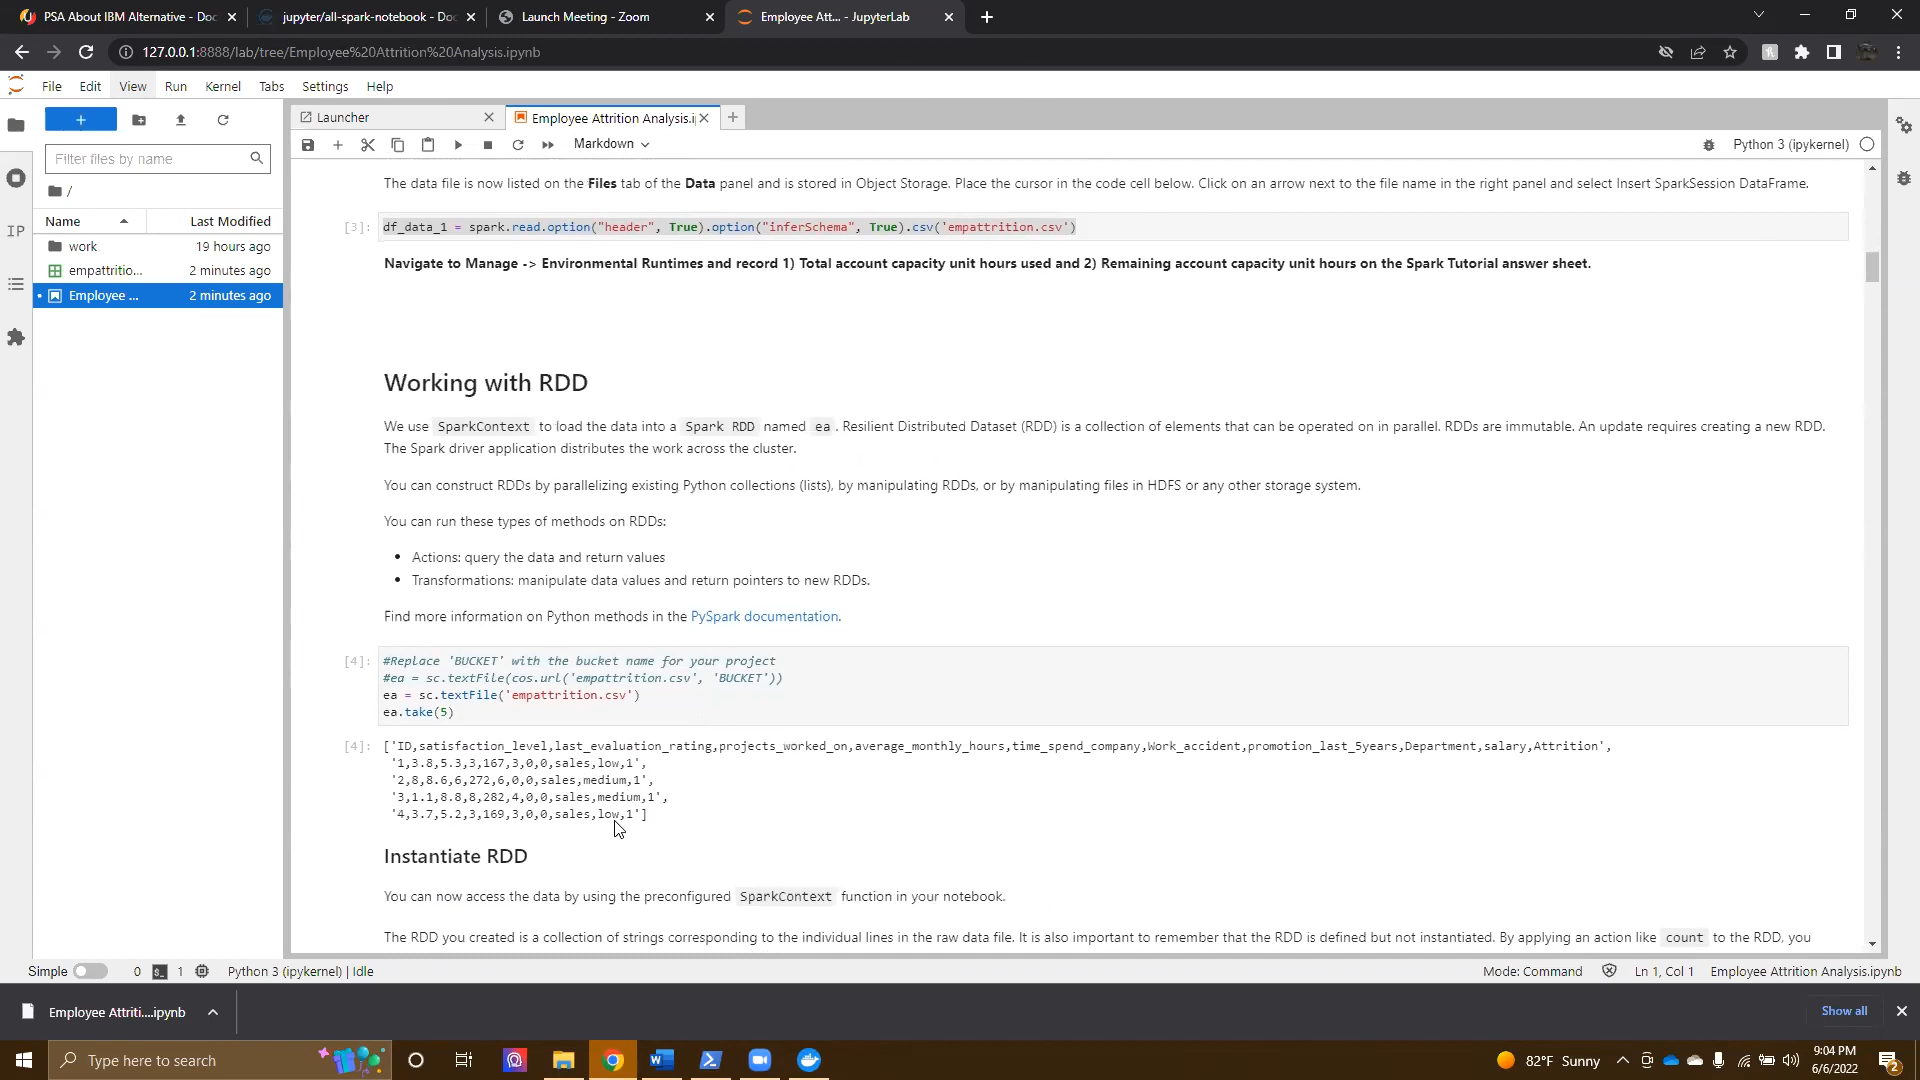 PSA About IBM Alternative - Doc
jupyter/all-spark-notebook - Doc
Launch Meeting - Zoom
Employee Att... - JupyterLab
127.0.0.1:8888/lab/tree/Employee%20Attrition%20Analysis.ipynb
File Edit View Run Kernel Tabs Settings Help
Launcher
Employee Attrition Analysis.i
Filter files by name
Markdown
Python 3 (ipykernel)
/
Name Last Modified
work 19 hours ago
empattritio... 2 minutes ago
Employee ... 2 minutes ago
IP
The data file is now listed on the Files tab of the Data panel and is stored in Object Storage. Place the cursor in the code cell below. Click on an arrow next to the file name in the right panel and select Insert SparkSession DataFrame.
[3]: df_data_1 = spark.read.option("header", True).option("inferSchema", True).csv('empattrition.csv')
Navigate to Manage -> Environmental Runtimes and record 1) Total account capacity unit hours used and 2) Remaining account capacity unit hours on the Spark Tutorial answer sheet.
Working with RDD
We use SparkContext to load the data into a Spark RDD named ea . Resilient Distributed Dataset (RDD) is a collection of elements that can be operated on in parallel. RDDs are immutable. An update requires creating a new RDD.
The Spark driver application distributes the work across the cluster.
You can construct RDDs by parallelizing existing Python collections (lists), by manipulating RDDs, or by manipulating files in HDFS or any other storage system.
You can run these types of methods on RDDs:
• Actions: query the data and return values
• Transformations: manipulate data values and return pointers to new RDDs.
Find more information on Python methods in the PySpark documentation.
[4]: #Replace 'BUCKET' with the bucket name for your project
#ea = sc.textFile(cos.url('empattrition.csv', 'BUCKET'))
ea = sc.textFile('empattrition.csv')
ea.take(5)
[4]: ['ID,satisfaction_level,last_evaluation_rating,projects_worked_on,average_monthly_hours,time_spend_company,Work_accident,promotion_last_5years,Department,salary,Attrition',
'1,3.8,5.3,3,167,3,0,0,sales,low,1',
'2,8,8.6,6,272,6,0,0,sales,medium,1',
'3,1.1,8.8,8,282,4,0,0,sales,medium,1',
'4,3.7,5.2,3,169,3,0,0,sales,low,1']
Instantiate RDD
You can now access the data by using the preconfigured SparkContext function in your notebook.
The RDD you created is a collection of strings corresponding to the individual lines in the raw data file. It is also important to remember that the RDD is defined but not instantiated. By applying an action like count to the RDD, you
Simple 0 1 Python 3 (ipykernel) | Idle
Mode: Command Ln 1, Col 1 Employee Attrition Analysis.ipynb
Employee Attriti....ipynb
Show all
Type here to search
82°F Sunny
9:04 PM
6/6/2022
2